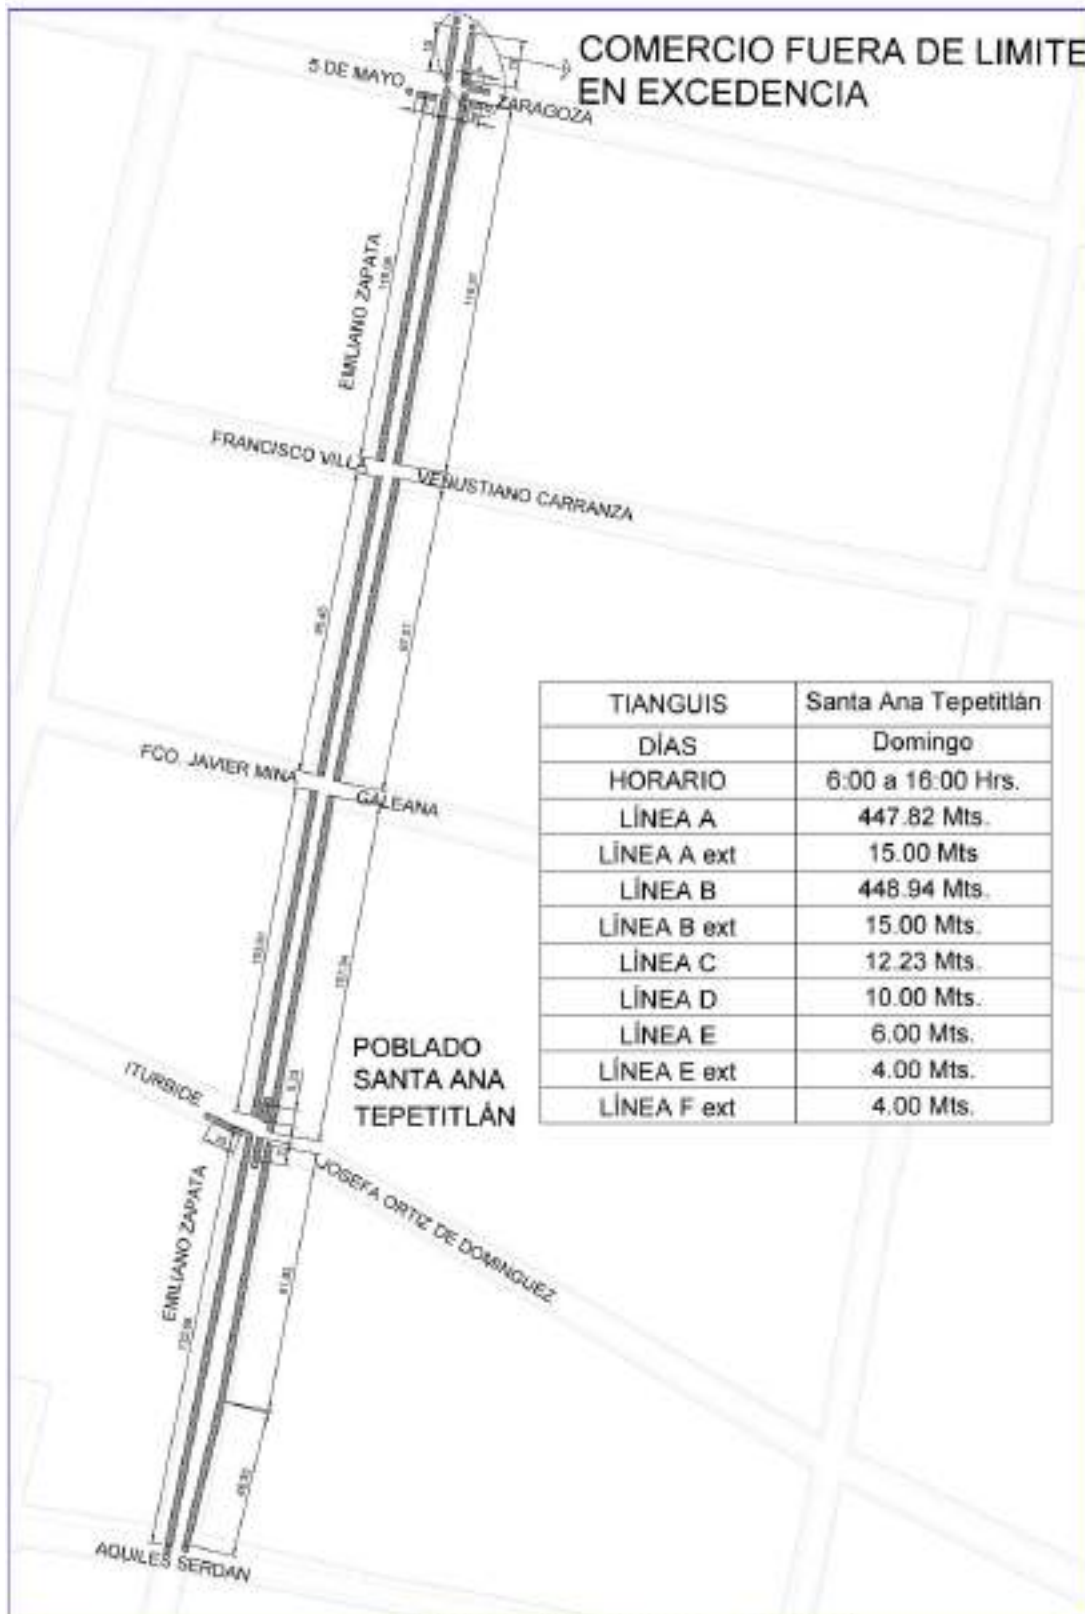 COMERCIO FUERA DE LIMITE
EN EXCEDENCIA
5 DE MAYO
ZARAGOZA
EMILIANO ZAPATA
FRANCISCO VILLA
VENUSTIANO CARRANZA
FCO. JAVIER MINA
GALEANA
TIANGUIS Santa Ana Tepetitlán
DÍAS Domingo
HORARIO 6:00 a 16:00 Hrs.
LÍNEA A 447.82 Mts.
LÍNEA A ext 15.00 Mts
LÍNEA B 448.94 Mts.
LÍNEA B ext 15.00 Mts.
LÍNEA C 12.23 Mts.
LÍNEA D 10.00 Mts.
LÍNEA E 6.00 Mts.
LÍNEA E ext 4.00 Mts.
LÍNEA F ext 4.00 Mts.
POBLADO
SANTA ANA
TEPETITLÁN
ITURBIDE
JOSEFA ORTIZ DE DOMINGUEZ
EMILIANO ZAPATA
AQUILES SERDAN